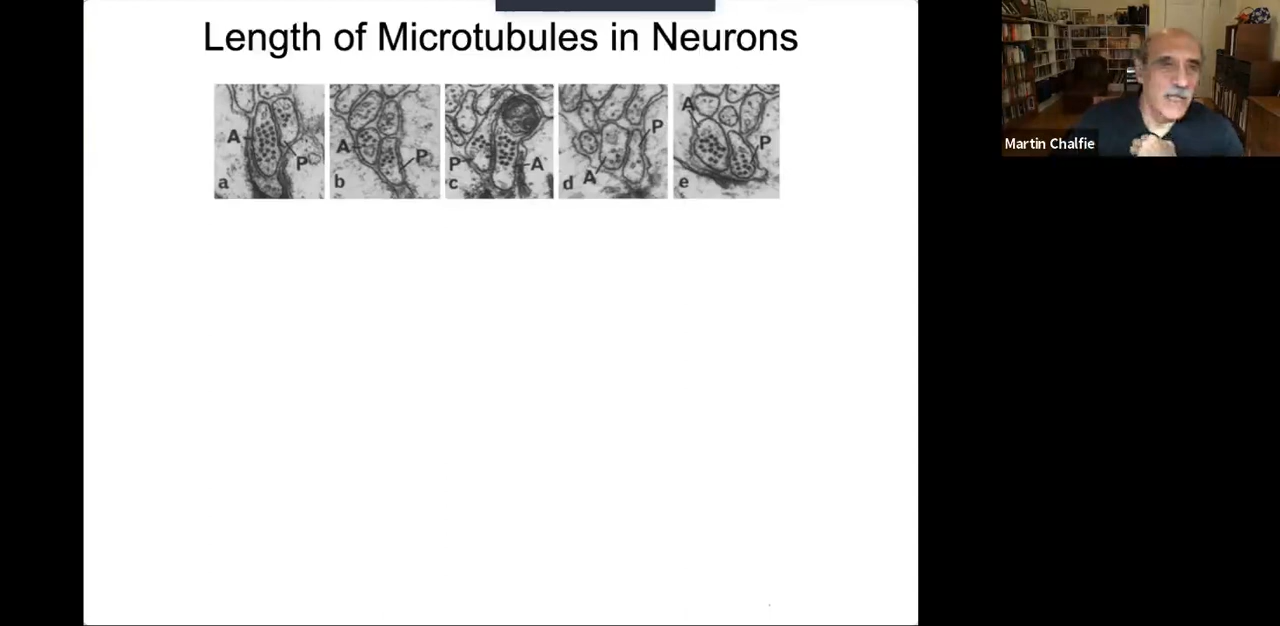 Length of Microtubules in Neurons
A P a
A P b
P A c
P A d
A P e
Martin Chalfie